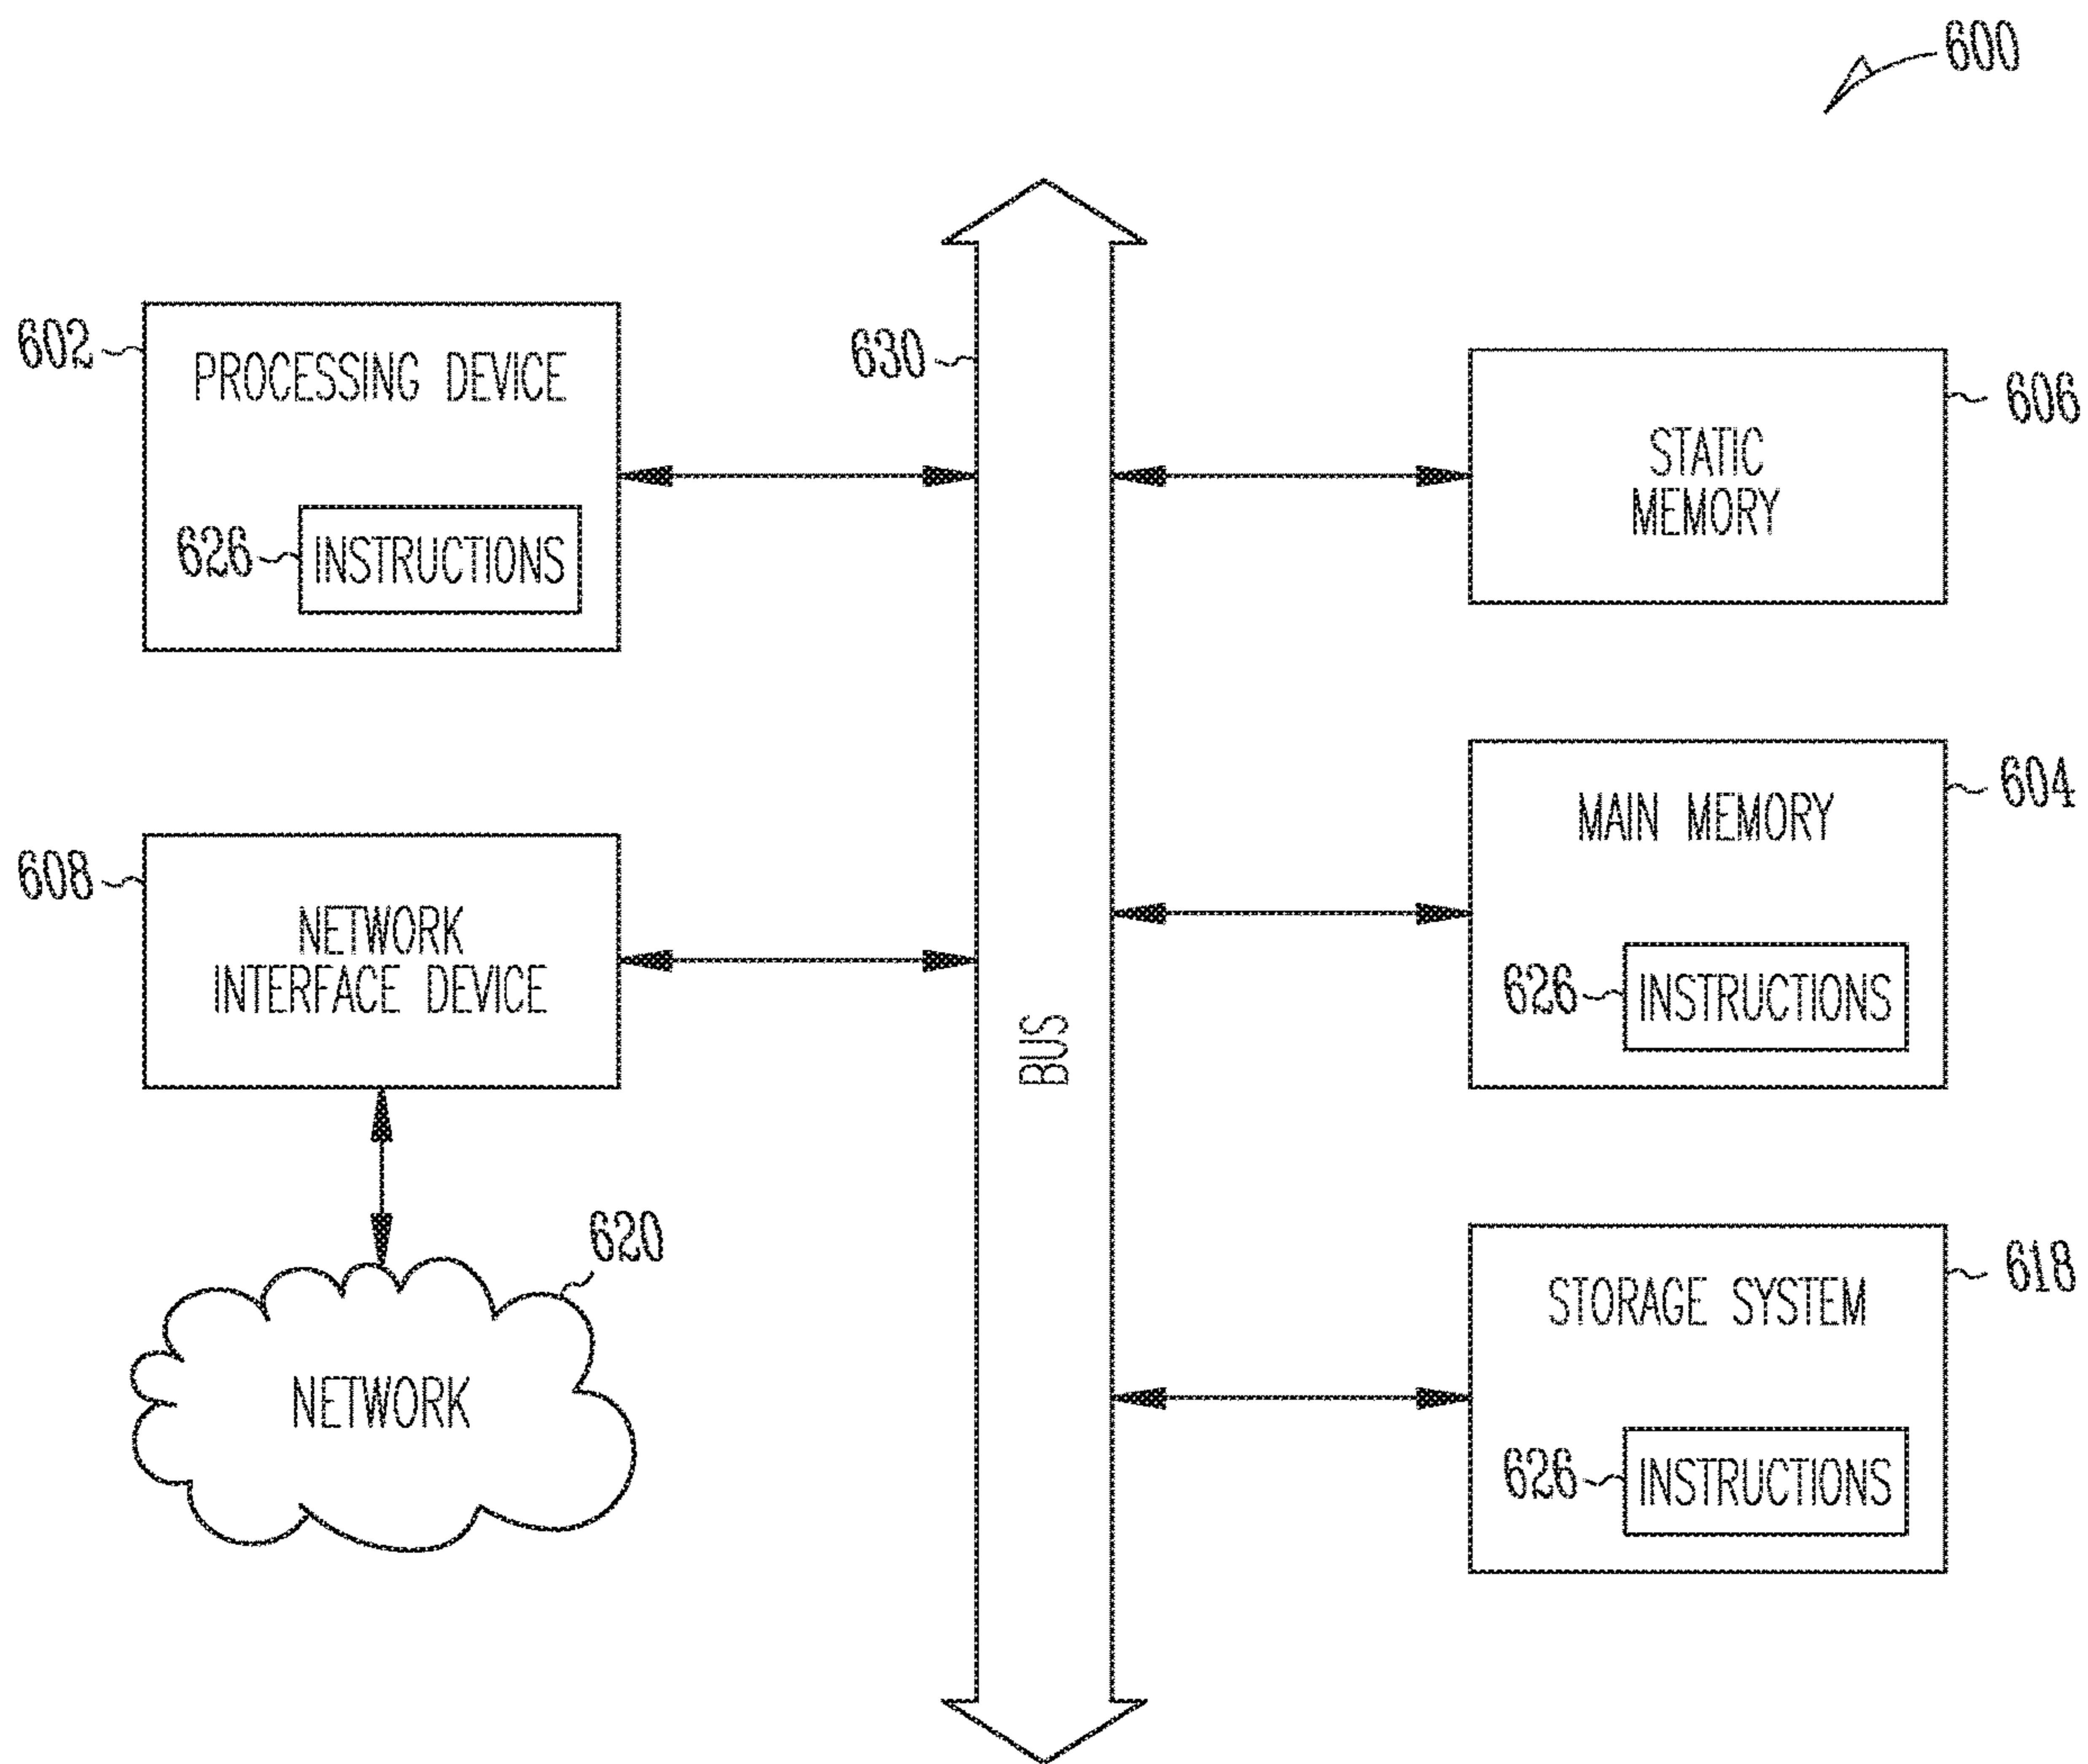 600
602
PROCESSING DEVICE
626
INSTRUCTIONS
630
BUS
606
STATIC
MEMORY
604
MAIN MEMORY
626
INSTRUCTIONS
608
NETWORK
INTERFACE DEVICE
620
NETWORK
618
STORAGE SYSTEM
626
INSTRUCTIONS